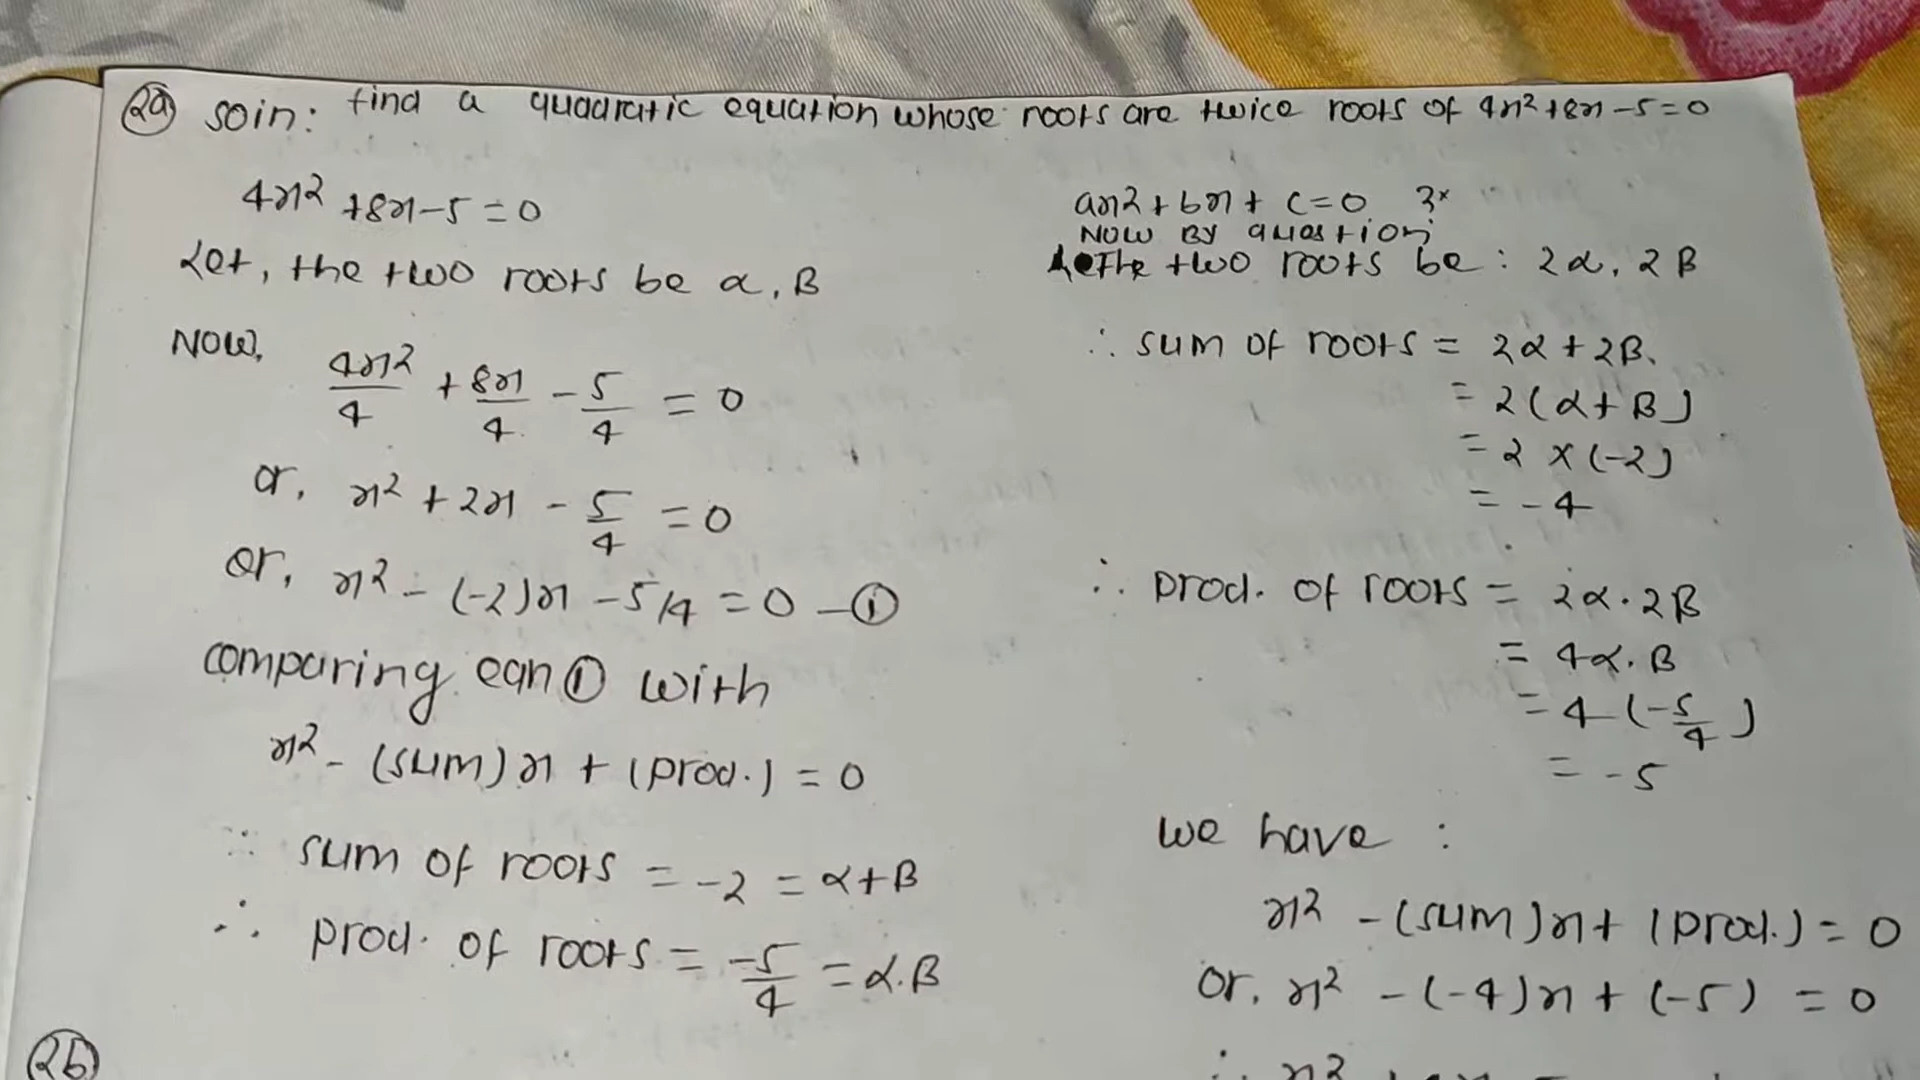 2a) soln: find a quadratic equation whose roots are twice roots of 4x² + 8x - 5 = 0
4x² + 8x - 5 = 0
Let, the two roots be α, β
Now,
4x²/4 + 8x/4 - 5/4 = 0
or, x² + 2x - 5/4 = 0
or, x² - (-2)x - 5/4 = 0 - ①
comparing eqn ① with
x² - (sum)x + (prod.) = 0
∴ sum of roots = -2 = α + β
∴ prod. of roots = -5/4 = α.β
2b)
ax² + bx + c = 0
Now By question
The two roots be : 2α, 2β
∴ sum of roots = 2α + 2β
= 2(α + β)
= 2 × (-2)
= -4
∴ prod. of roots = 2α . 2β
= 4α.β
= 4(-5/4)
= -5
we have :
x² - (sum)x + (prod.) = 0
or, x² - (-4)x + (-5) = 0